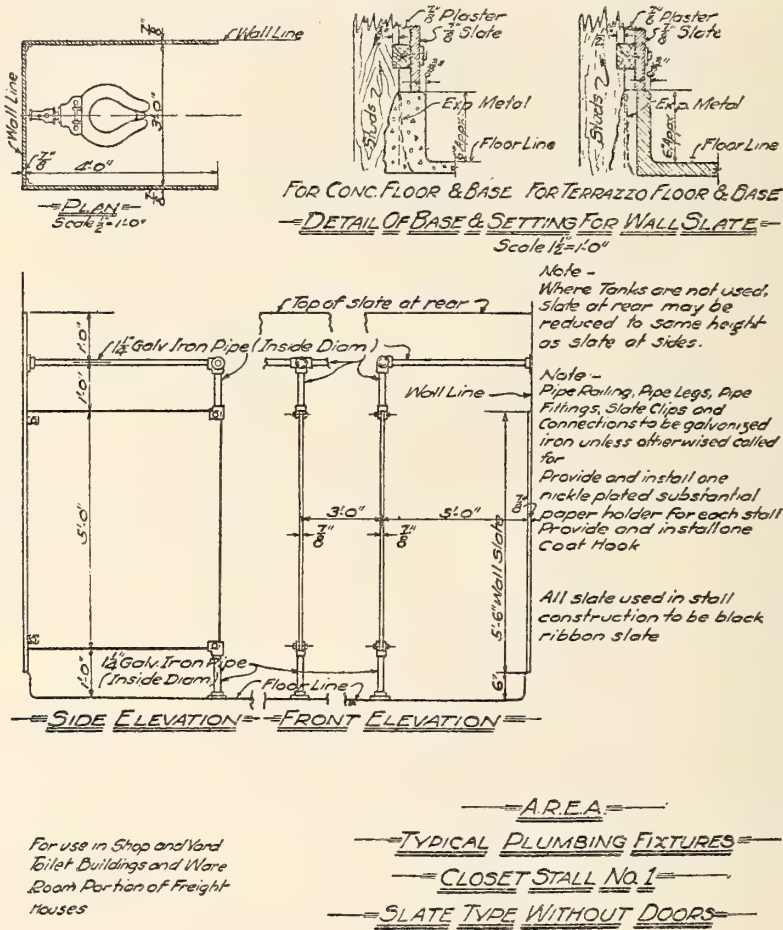 7/8"
Wall Line
Wall Line
3'-0"
7/8"
4'-0"
7/8"
PLAN
Scale 1/2"=1'-0"
7/8" Plaster
7/8" Slate
Studs
Exp. Metal
6" Appx
Floor Line
FOR CONC. FLOOR & BASE
7/8" Plaster
7/8" Slate
Studs
Exp. Metal
6" Appx
Floor Line
FOR TERRAZZO FLOOR & BASE
DETAIL OF BASE & SETTING FOR WALL SLATE
Scale 1 1/2"=1'-0"
Note -
Where Tanks are not used,
slate at rear may be
reduced to same height
as slate at sides.
Note -
Pipe Railing, Pipe Legs, Pipe
Fittings, Slate Clips and
Connections to be galvanized
iron unless otherwised called
for
Provide and install one
nickle plated substantial
paper holder for each stall
Provide and install one
Coat Hook
All slate used in stall
construction to be black
ribbon slate
Top of slate at rear
1'-0"
1 1/4" Galv. Iron Pipe (Inside Diam.)
1'-0"
Wall Line
5'-0"
3'-0"
5'-0"
7/8"
7/8"
7/8"
5'-6" Wall Slate
1 1/4" Galv. Iron Pipe
(Inside Diam.)
1'-0"
Floor Line
6"
SIDE ELEVATION
FRONT ELEVATION
For use in Shop and Yard
Toilet Buildings and Ware
Room Portion of Freight
Houses
A.R.E.A.
TYPICAL PLUMBING FIXTURES
CLOSET STALL NO. 1
SLATE TYPE WITHOUT DOORS